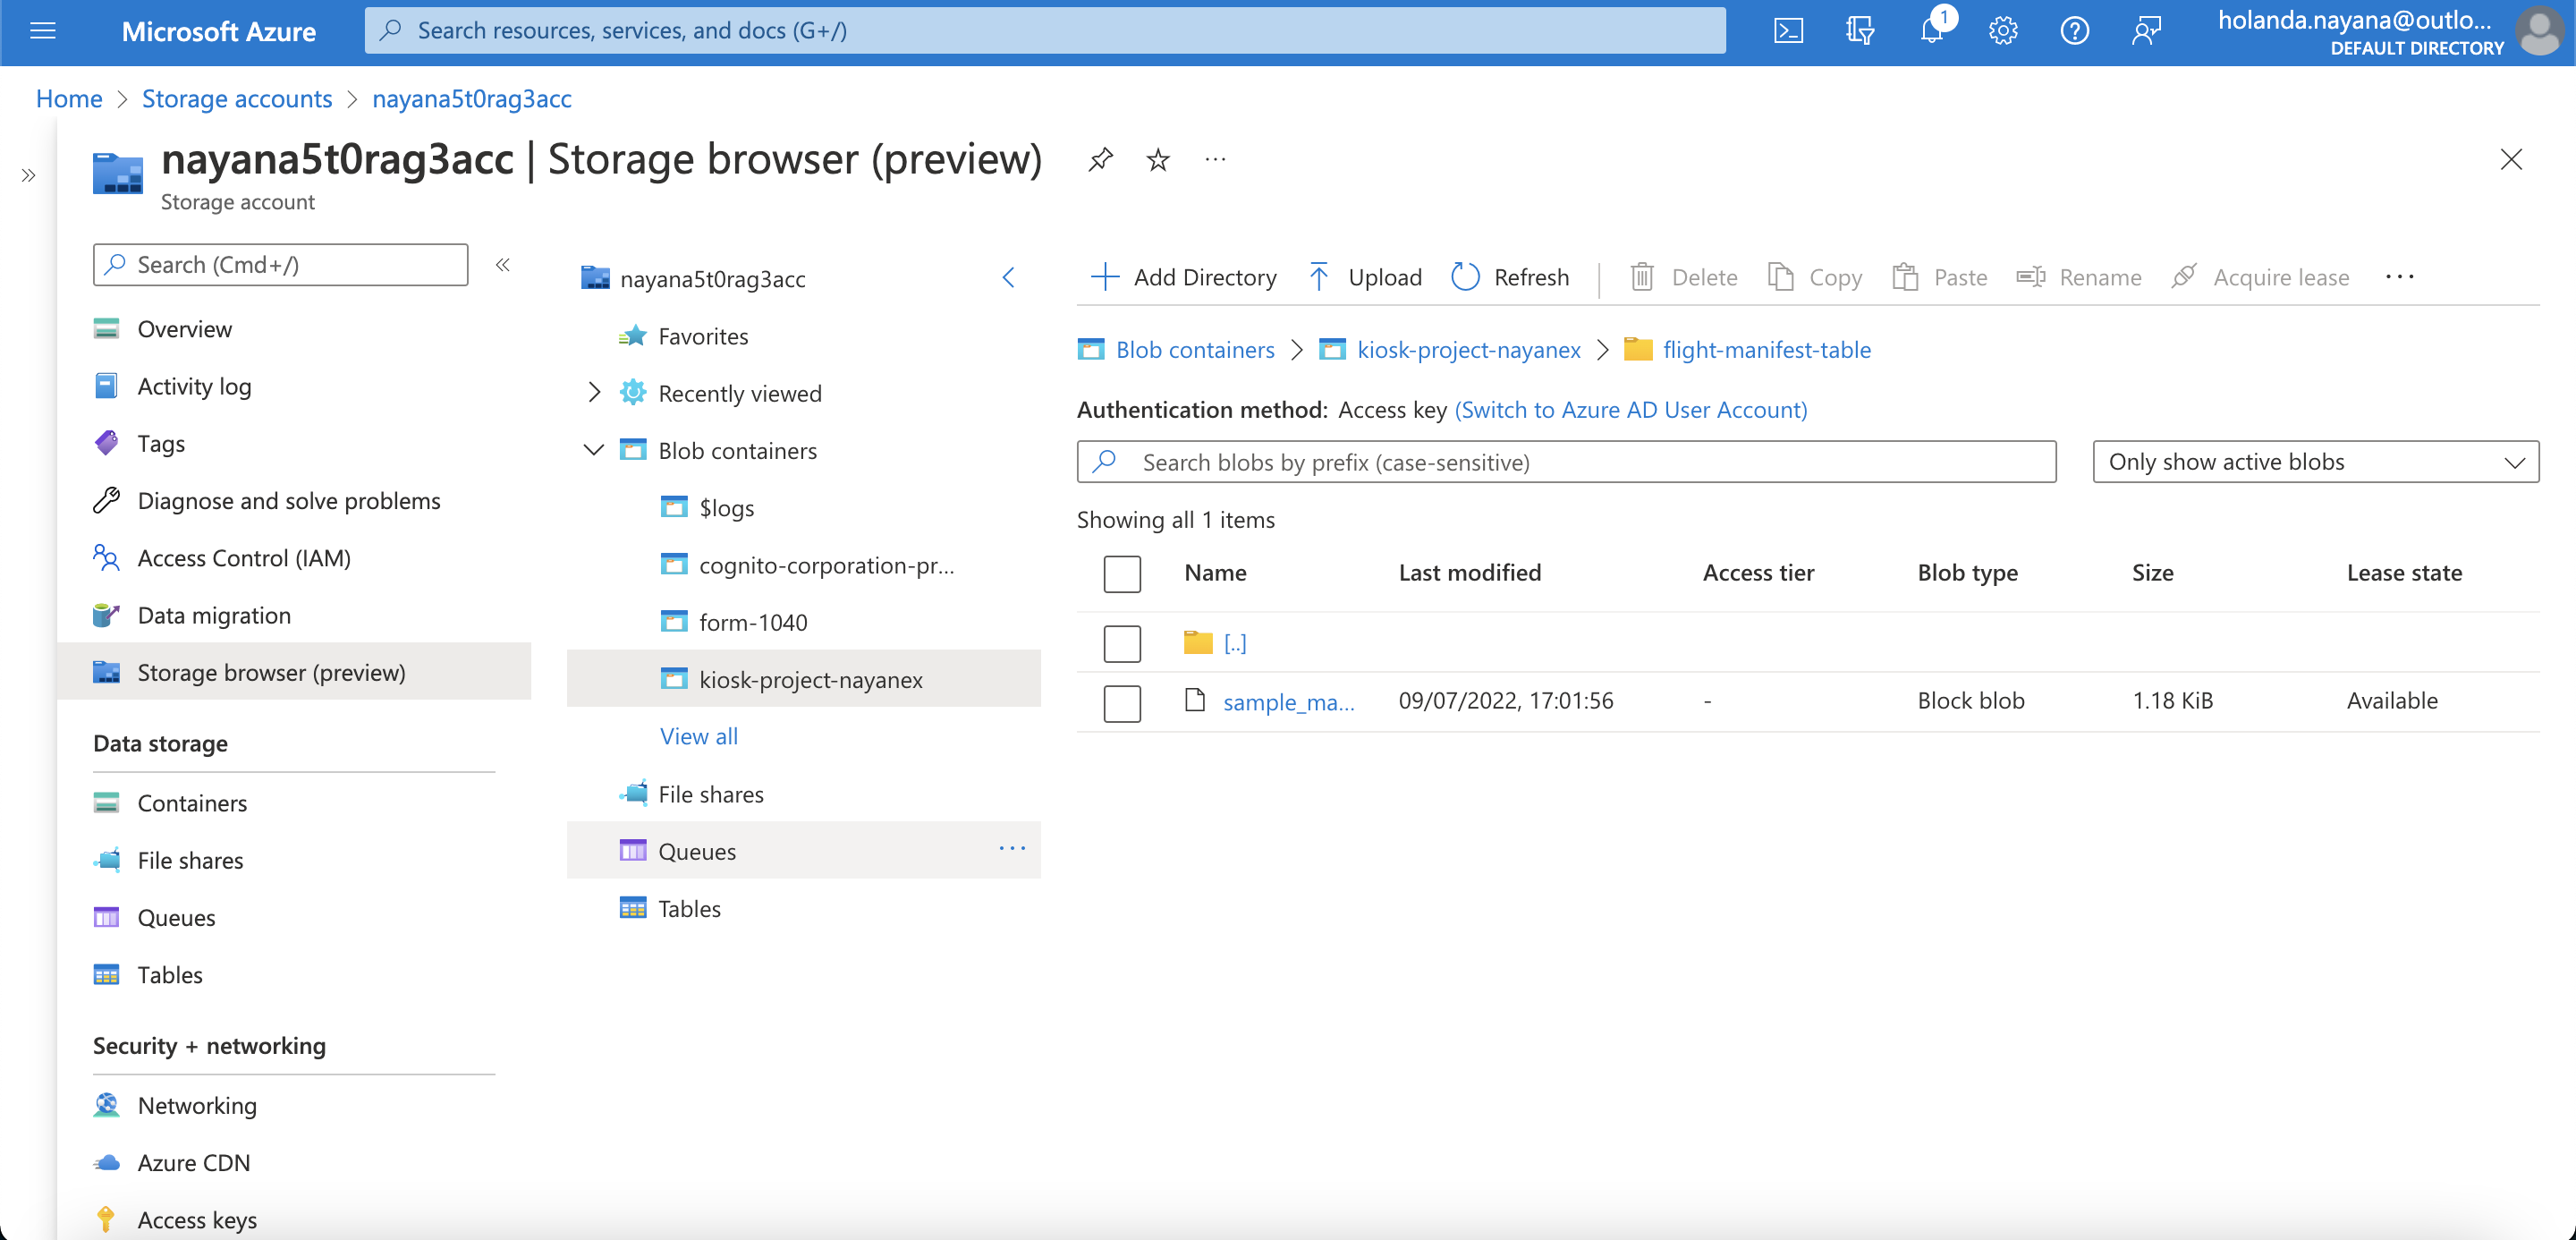 Microsoft Azure
Search resources, services, and docs (G+/)
1
holanda.nayana@outlo...
DEFAULT DIRECTORY
Home > Storage accounts > nayana5t0rag3acc
nayana5t0rag3acc | Storage browser (preview)
Storage account
Search (Cmd+/)
Overview
Activity log
Tags
Diagnose and solve problems
Access Control (IAM)
Data migration
Storage browser (preview)
Data storage
Containers
File shares
Queues
Tables
Security + networking
Networking
Azure CDN
Access keys
nayana5t0rag3acc
Favorites
Recently viewed
Blob containers
$logs
cognito-corporation-pr...
form-1040
kiosk-project-nayanex
View all
File shares
Queues
Tables
Add Directory Upload Refresh Delete Copy Paste Rename Acquire lease
Blob containers > kiosk-project-nayanex > flight-manifest-table
Authentication method: Access key (Switch to Azure AD User Account)
Search blobs by prefix (case-sensitive)
Only show active blobs
Showing all 1 items
Name Last modified Access tier Blob type Size Lease state
[..]
sample_ma... 09/07/2022, 17:01:56 - Block blob 1.18 KiB Available